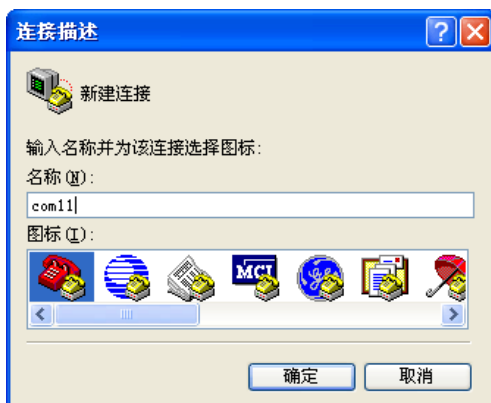 连接描述
新建连接
输入名称并为该连接选择图标:
名称(N):
com11
图标(I):
MCI
确定
取消